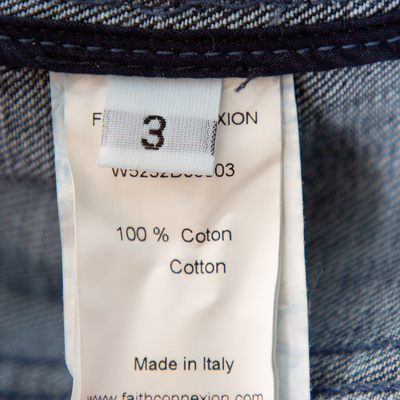 3
100 % Coton
Cotton
Made in Italy
www.faithconnexion.com